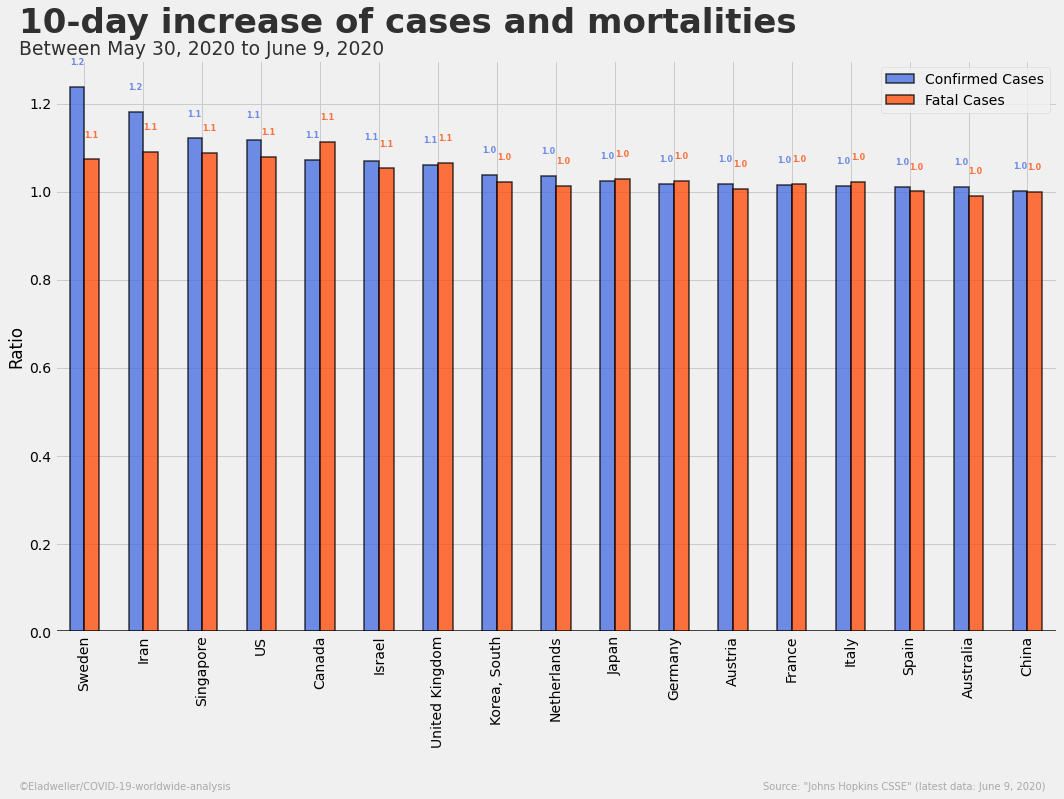 10-day increase of cases and mortalities
Between May 30, 2020 to June 9, 2020
Confirmed Cases
Fatal Cases
1.2 1.1 1.2 1.1 1.1 1.1 1.1 1.1 1.1 1.1 1.1 1.1 1.1 1.1 1.0 1.0 1.0 1.0 1.0 1.0 1.0 1.0 1.0 1.0 1.0 1.0 1.0 1.0 1.0 1.0 1.0 1.0 1.0 1.0
1.2
1.0
0.8
0.6
0.4
0.2
0.0
Ratio
Sweden
Iran
Singapore
US
Canada
Israel
United Kingdom
Korea, South
Netherlands
Japan
Germany
Austria
France
Italy
Spain
Australia
China
©Eladweller/COVID-19-worldwide-analysis
Source: "Johns Hopkins CSSE" (latest data: June 9, 2020)